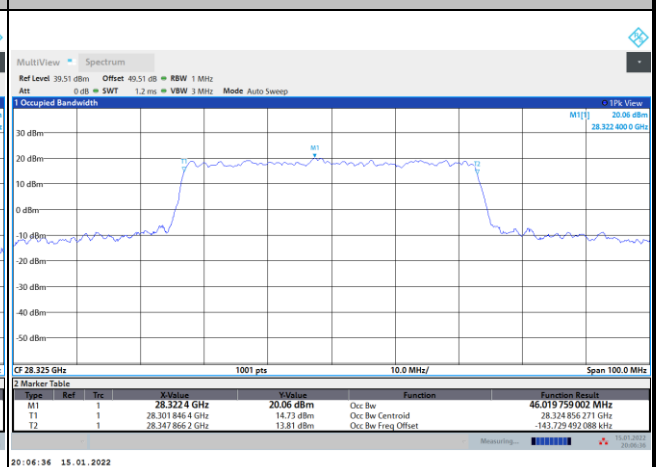 MultiView Spectrum
Ref Level 39.51 dBm Offset 49.51 dB RBW 1 MHz
Att 0 dB SWT 1.2 ms VBW 3 MHz Mode Auto Sweep
1 Occupied Bandwidth 1Pk View
M1[1] 20.06 dBm
28.322 400 0 GHz
30 dBm
M1
20 dBm
T1
T2
10 dBm
0 dBm
-10 dBm
-20 dBm
-30 dBm
-40 dBm
-50 dBm
CF 28.325 GHz 1001 pts 10.0 MHz/ Span 100.0 MHz
2 Marker Table
Type Ref Trc X-Value Y-Value Function Function Result
M1 1 28.322 4 GHz 20.06 dBm Occ Bw 46.019 759 002 MHz
T1 1 28.301 846 4 GHz 14.73 dBm Occ Bw Centroid 28.324 856 271 GHz
T2 1 28.347 866 2 GHz 13.81 dBm Occ Bw Freq Offset -143.729 492 088 kHz
Measuring... 15.01.2022
20:06:36
20:06:36 15.01.2022